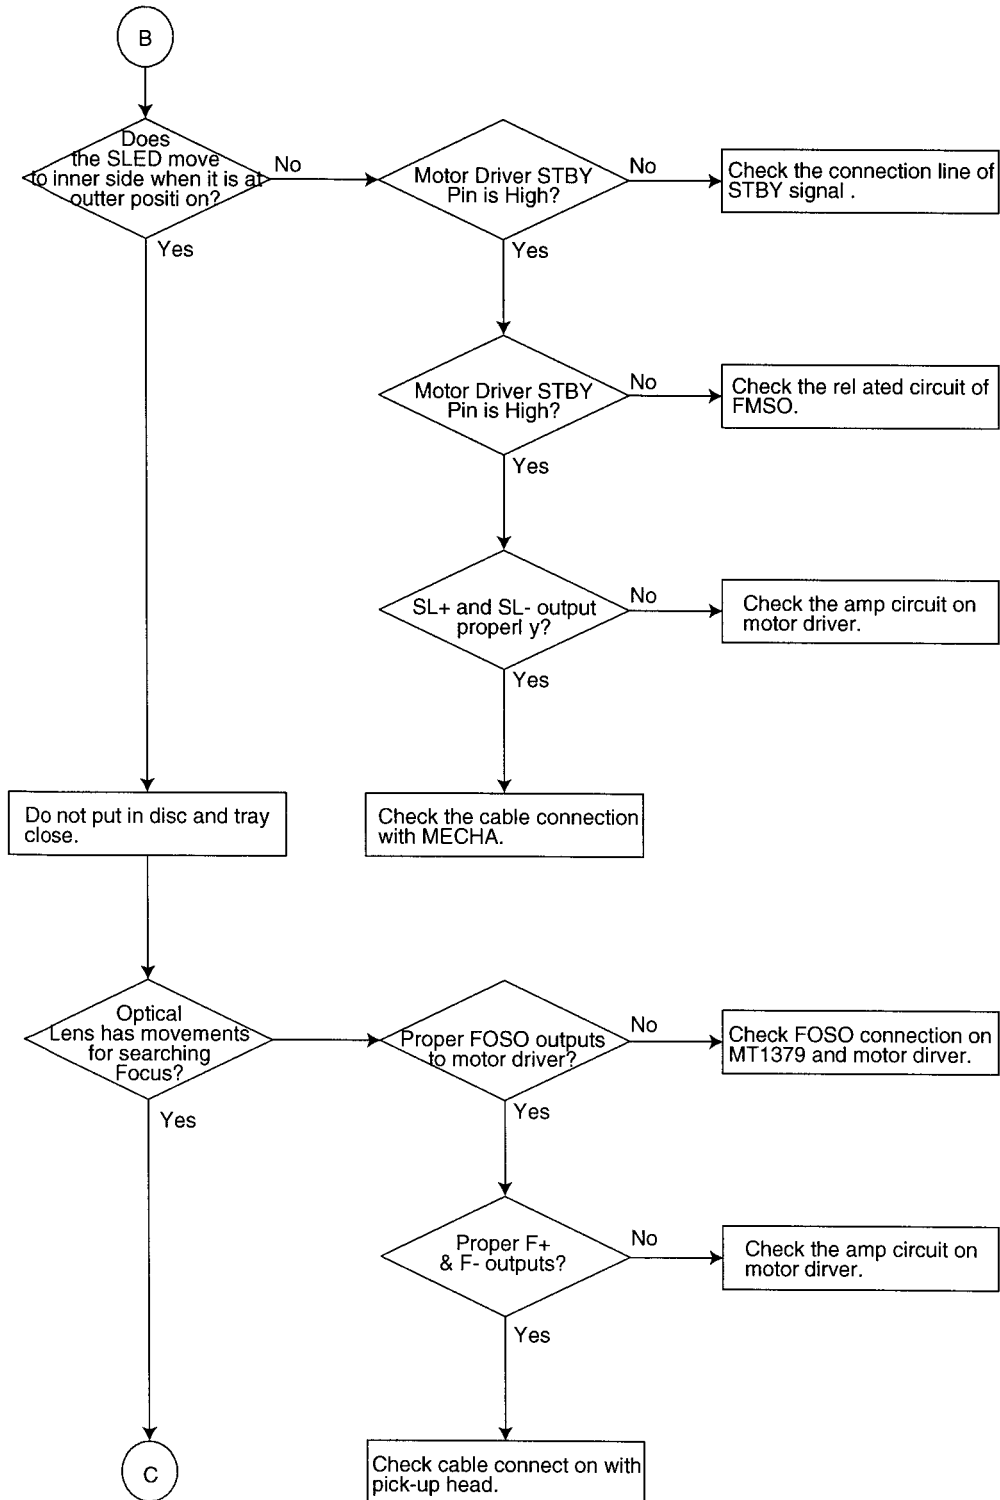 B
Does
the SLED move
to inner side when it is at
outter positi on?
No
Motor Driver STBY
Pin is High?
No
Check the connection line of
STBY signal .
Yes
Yes
Motor Driver STBY
Pin is High?
No
Check the rel ated circuit of
FMSO.
Yes
SL+ and SL- output
properl y?
No
Check the amp circuit on
motor driver.
Yes
Do not put in disc and tray
close.
Check the cable connection
with MECHA.
Optical
Lens has movements
for searching
Focus?
Proper FOSO outputs
to motor driver?
No
Check FOSO connection on
MT1379 and motor dirver.
Yes
Yes
Proper F+
& F- outputs?
No
Check the amp circuit on
motor dirver.
Yes
C
Check cable connect on with
pick-up head.